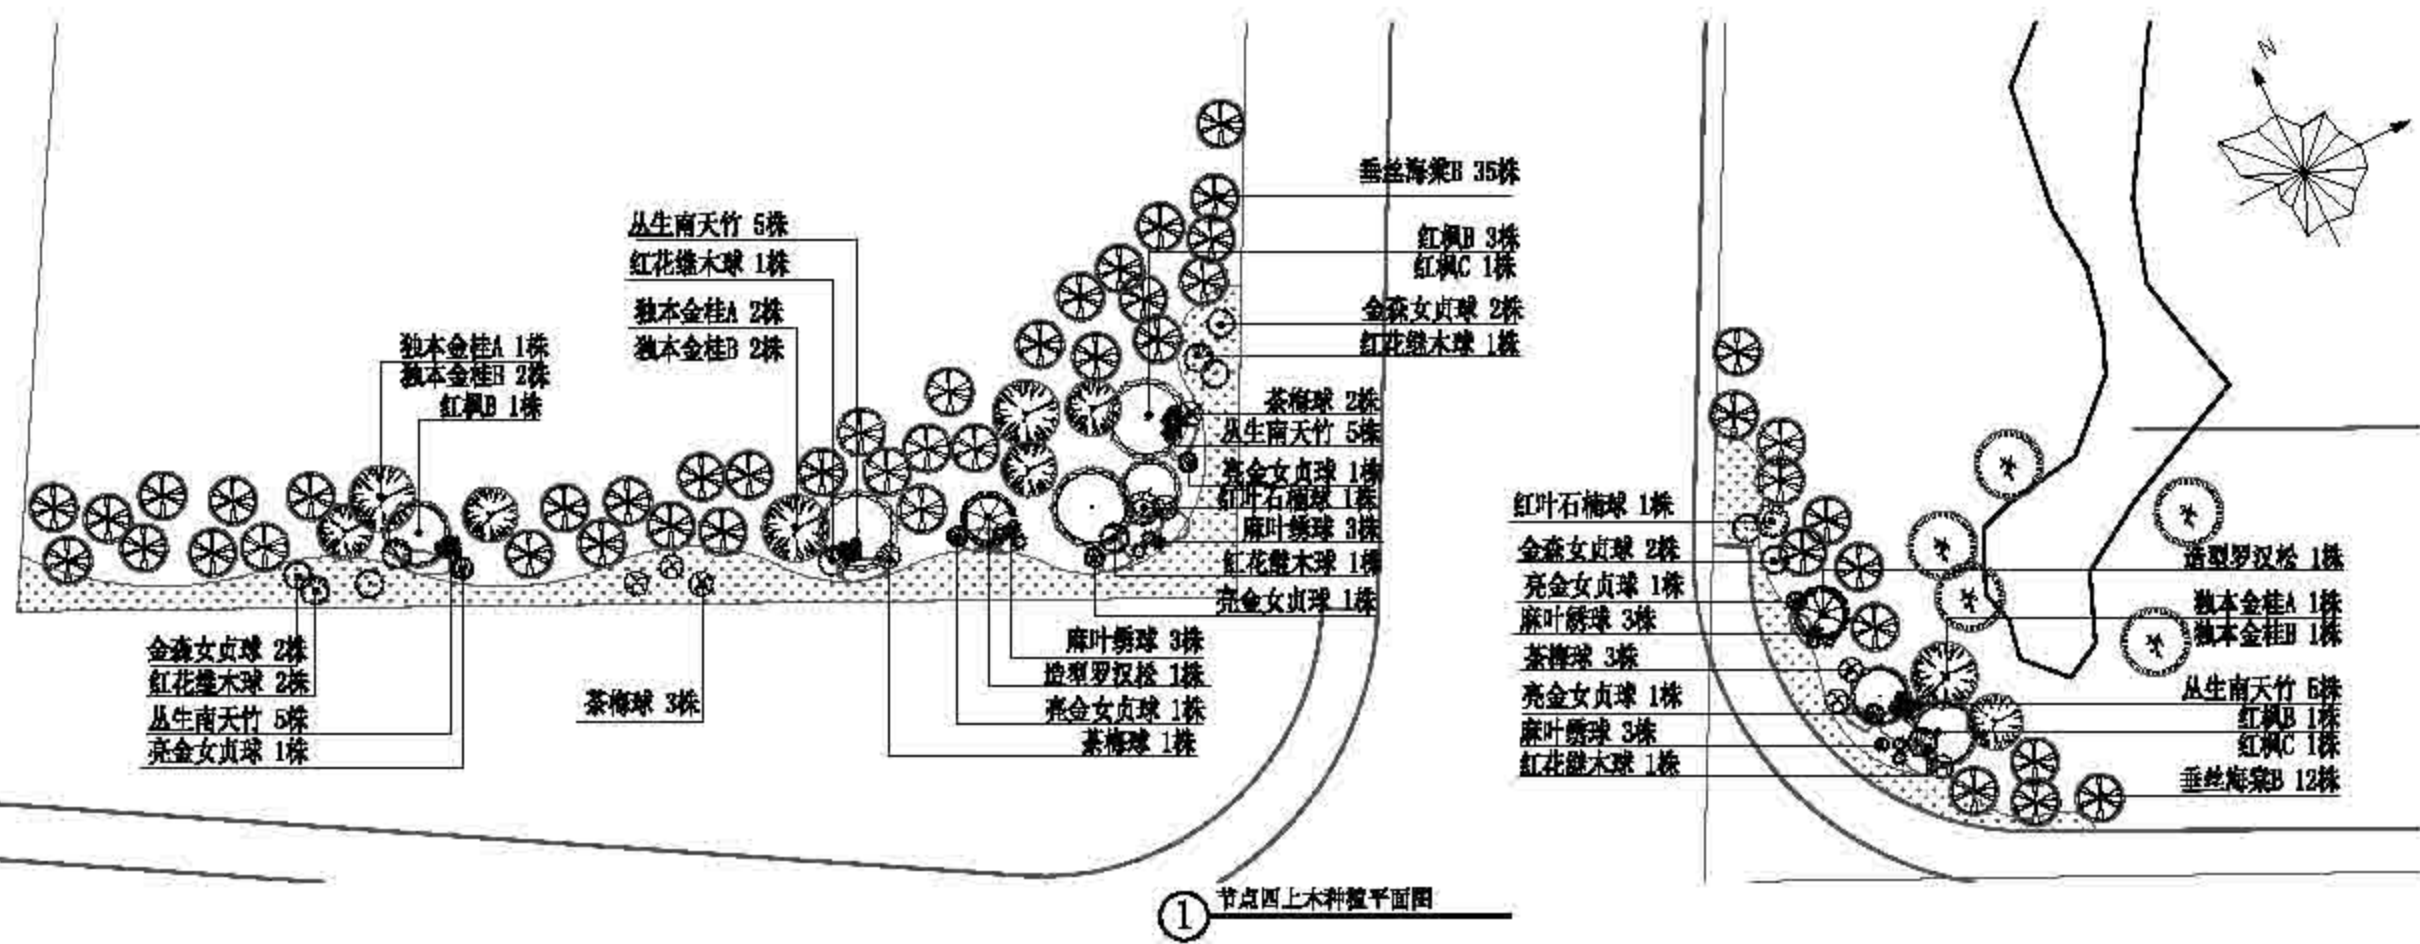 垂丝海棠B 35株
丛生南天竹 5株
红花继木球 1株
独本金桂A 2株
独本金桂B 2株
独本金桂A 1株
独本金桂B 2株
红枫B 1株
红枫B 3株
红枫C 1株
金森女贞球 2株
红花继木球 1株
茶梅球 2株
丛生南天竹 5株
亮金女贞球 1株
红叶石楠球 1株
麻叶绣球 3株
红花继木球 1株
亮金女贞球 1株
麻叶绣球 3株
造型罗汉松 1株
亮金女贞球 1株
茶梅球 1株
茶梅球 3株
金森女贞球 2株
红花继木球 2株
丛生南天竹 5株
亮金女贞球 1株
N
红叶石楠球 1株
金森女贞球 2株
亮金女贞球 1株
麻叶绣球 3株
茶梅球 3株
亮金女贞球 1株
麻叶绣球 3株
红花继木球 1株
造型罗汉松 1株
独本金桂A 1株
独本金桂B 1株
丛生南天竹 5株
红枫B 1株
红枫C 1株
垂丝海棠B 12株
1 节点四上木种植平面图